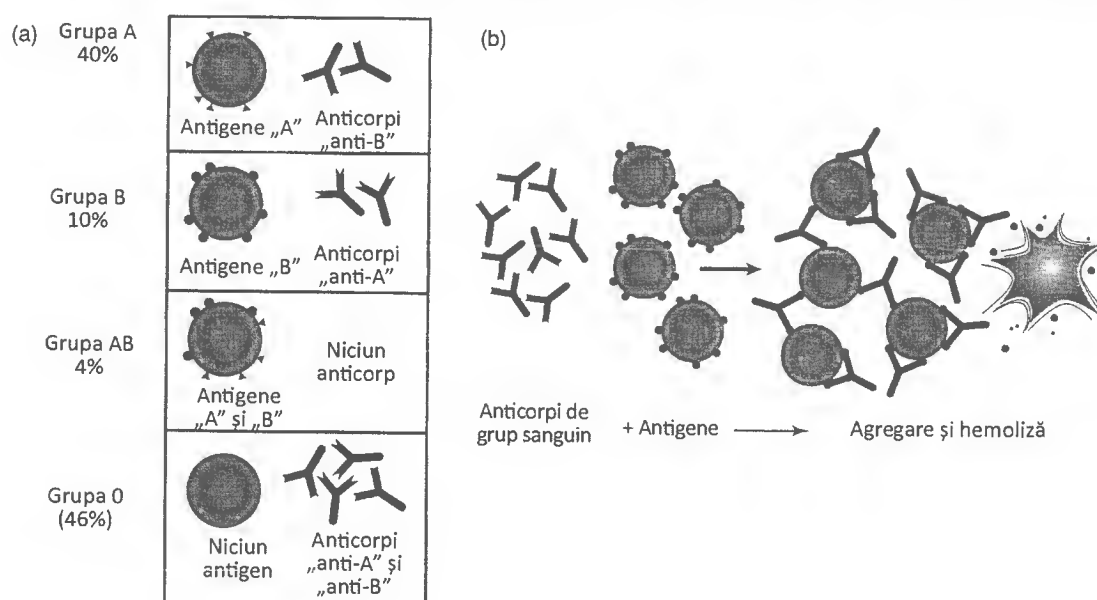 (a)
Grupa A
40%
Antigene „A”
Anticorpi
„anti-B”
Grupa B
10%
Antigene „B”
Anticorpi
„anti-A”
Grupa AB
4%
Antigene
„A” și „B”
Niciun
anticorp
Grupa 0
(46%)
Niciun
antigen
Anticorpi
„anti-A” și
„anti-B”
(b)
Anticorpi de
grup sanguin
+ Antigene
Agregare și hemoliză